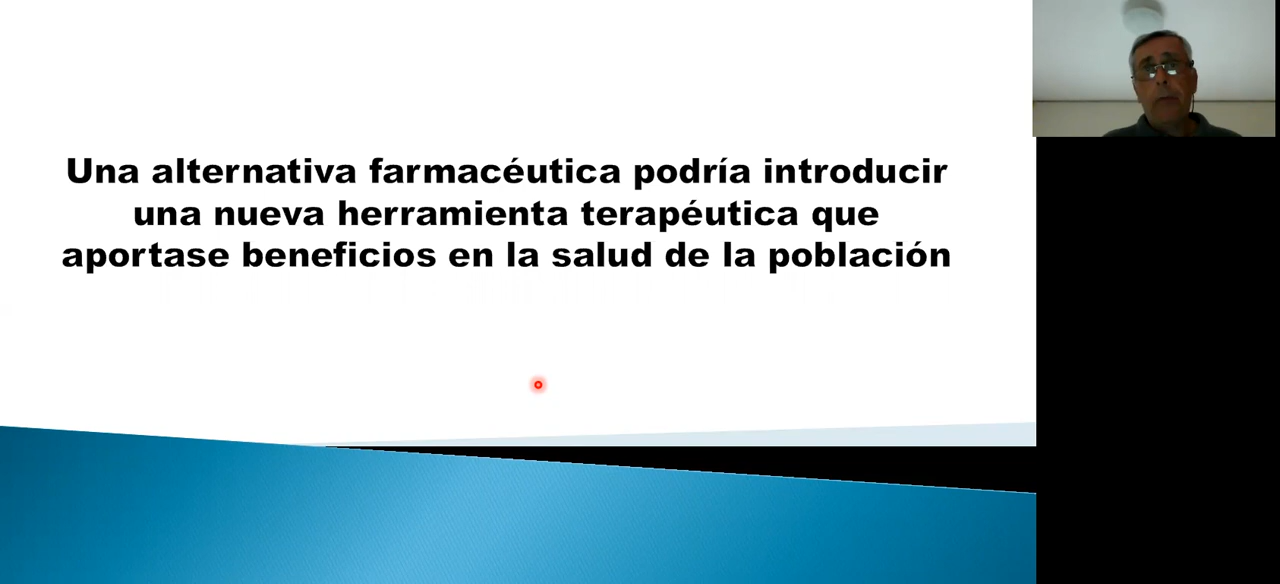 Una alternativa farmacéutica podría introducir
una nueva herramienta terapéutica que
aportase beneficios en la salud de la población